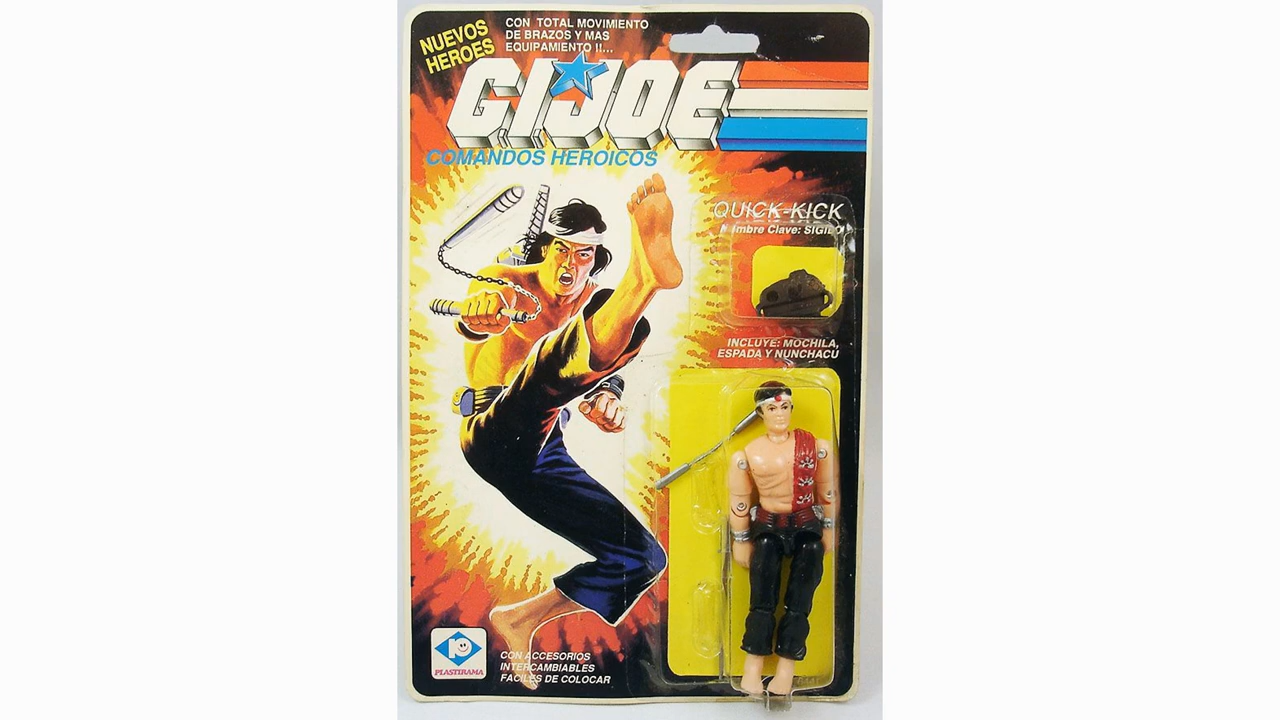 NUEVOS
HEROES
CON TOTAL MOVIMIENTO
DE BRAZOS Y MAS
EQUIPAMIENTO !!...
G.I.JOE
COMANDOS HEROICOS
QUICK-KICK
Clave:
INCLUYE: MOCHILA,
ESPADA Y NUNCHACU
CON ACCESORIOS
INTERCAMBIABLES
FACILES DE COLOCAR
PLASTIRAMA